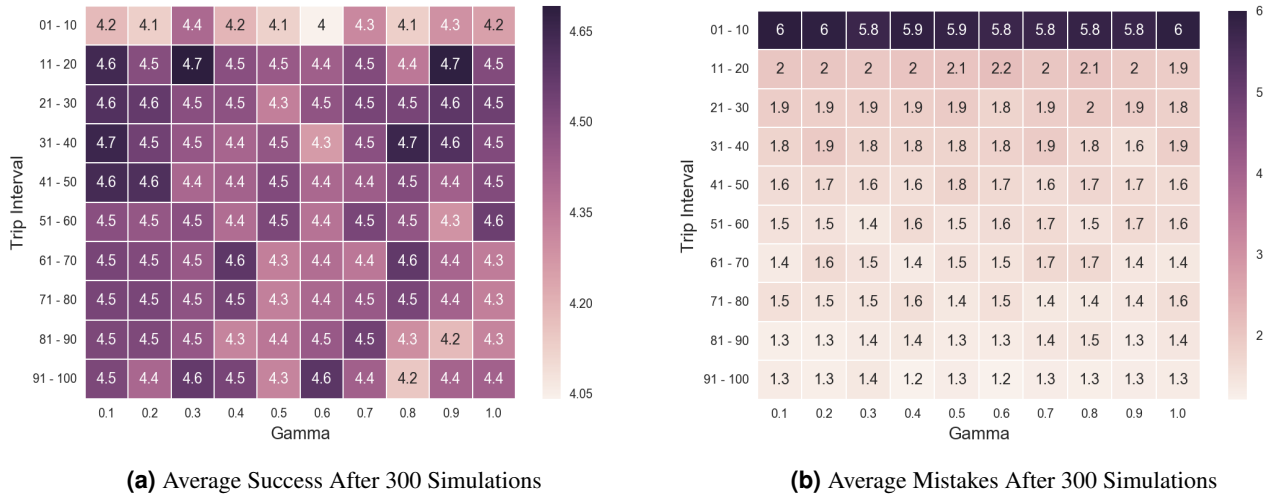 01 - 10 4.2 4.1 4.4 4.2 4.1 4 4.3 4.1 4.3 4.2
11 - 20 4.6 4.5 4.7 4.5 4.5 4.4 4.5 4.4 4.7 4.5
21 - 30 4.6 4.6 4.5 4.5 4.3 4.5 4.5 4.5 4.6 4.5
31 - 40 4.7 4.5 4.5 4.4 4.5 4.3 4.5 4.7 4.6 4.5
41 - 50 4.6 4.6 4.4 4.4 4.5 4.4 4.4 4.5 4.4 4.5
51 - 60 4.5 4.5 4.5 4.4 4.5 4.4 4.5 4.5 4.3 4.6
61 - 70 4.5 4.5 4.5 4.6 4.3 4.4 4.4 4.6 4.4 4.3
71 - 80 4.5 4.5 4.5 4.5 4.3 4.4 4.4 4.5 4.4 4.3
81 - 90 4.5 4.5 4.5 4.3 4.4 4.5 4.5 4.3 4.2 4.3
91 - 100 4.5 4.4 4.6 4.5 4.3 4.6 4.4 4.2 4.4 4.4
0.1 0.2 0.3 0.4 0.5 0.6 0.7 0.8 0.9 1.0
Gamma
Trip Interval
4.65
4.50
4.35
4.20
4.05
(a) Average Success After 300 Simulations
01 - 10 6 6 5.8 5.9 5.9 5.8 5.8 5.8 5.8 6
11 - 20 2 2 2 2 2.1 2.2 2 2.1 2 1.9
21 - 30 1.9 1.9 1.9 1.9 1.9 1.8 1.9 2 1.9 1.8
31 - 40 1.8 1.9 1.8 1.8 1.8 1.8 1.9 1.8 1.6 1.9
41 - 50 1.6 1.7 1.6 1.6 1.8 1.7 1.6 1.7 1.7 1.6
51 - 60 1.5 1.5 1.4 1.6 1.5 1.6 1.7 1.5 1.7 1.6
61 - 70 1.4 1.6 1.5 1.4 1.5 1.5 1.7 1.7 1.4 1.4
71 - 80 1.5 1.5 1.5 1.6 1.4 1.5 1.4 1.4 1.4 1.6
81 - 90 1.3 1.3 1.4 1.4 1.3 1.3 1.4 1.5 1.3 1.4
91 - 100 1.3 1.3 1.4 1.2 1.3 1.2 1.3 1.3 1.3 1.3
0.1 0.2 0.3 0.4 0.5 0.6 0.7 0.8 0.9 1.0
Gamma
Trip Interval
6
5
4
3
2
(b) Average Mistakes After 300 Simulations